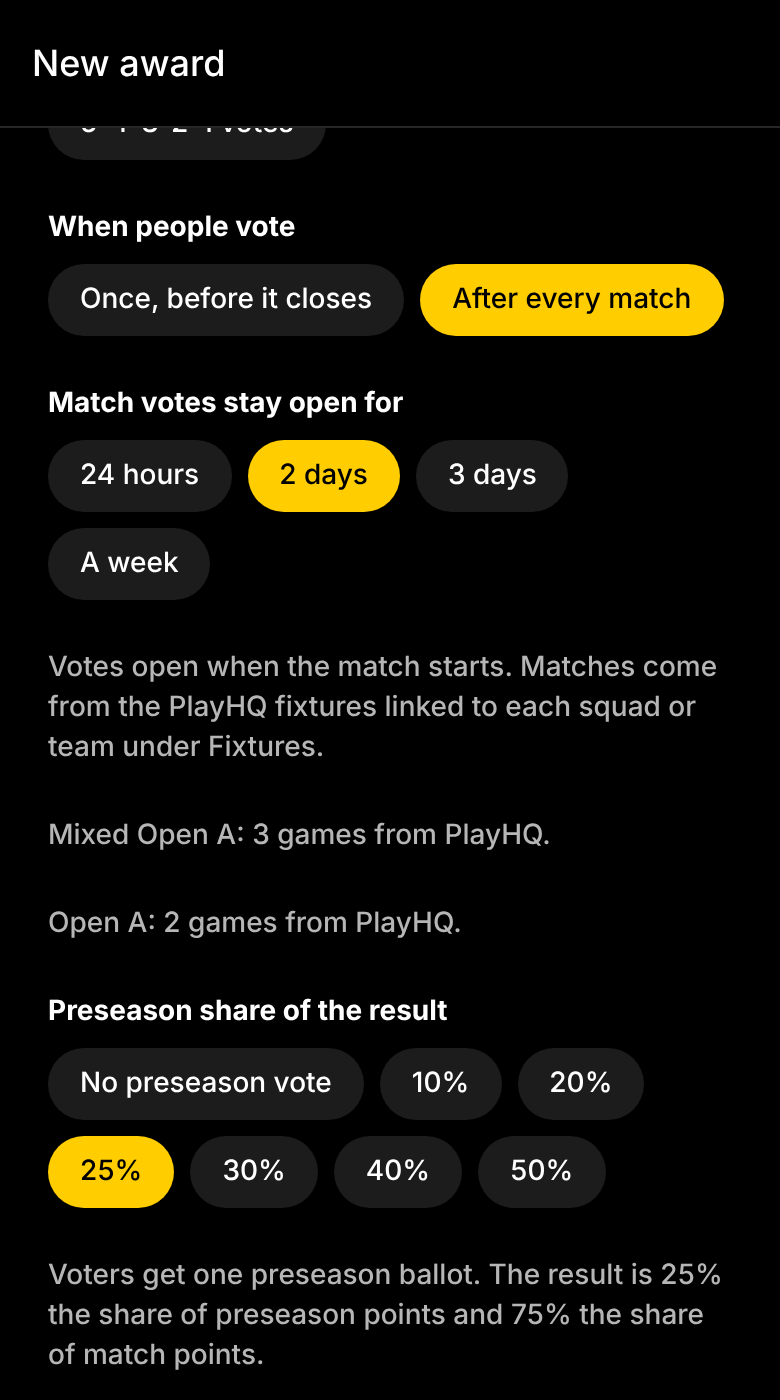 New award
When people vote
Once, before it closes
After every match
Match votes stay open for
24 hours
2 days
3 days
A week
Votes open when the match starts. Matches come
from the PlayHQ fixtures linked to each squad or
team under Fixtures.
Mixed Open A: 3 games from PlayHQ.
Open A: 2 games from PlayHQ.
Preseason share of the result
No preseason vote
10%
20%
25%
30%
40%
50%
Voters get one preseason ballot. The result is 25%
the share of preseason points and 75% the share
of match points.